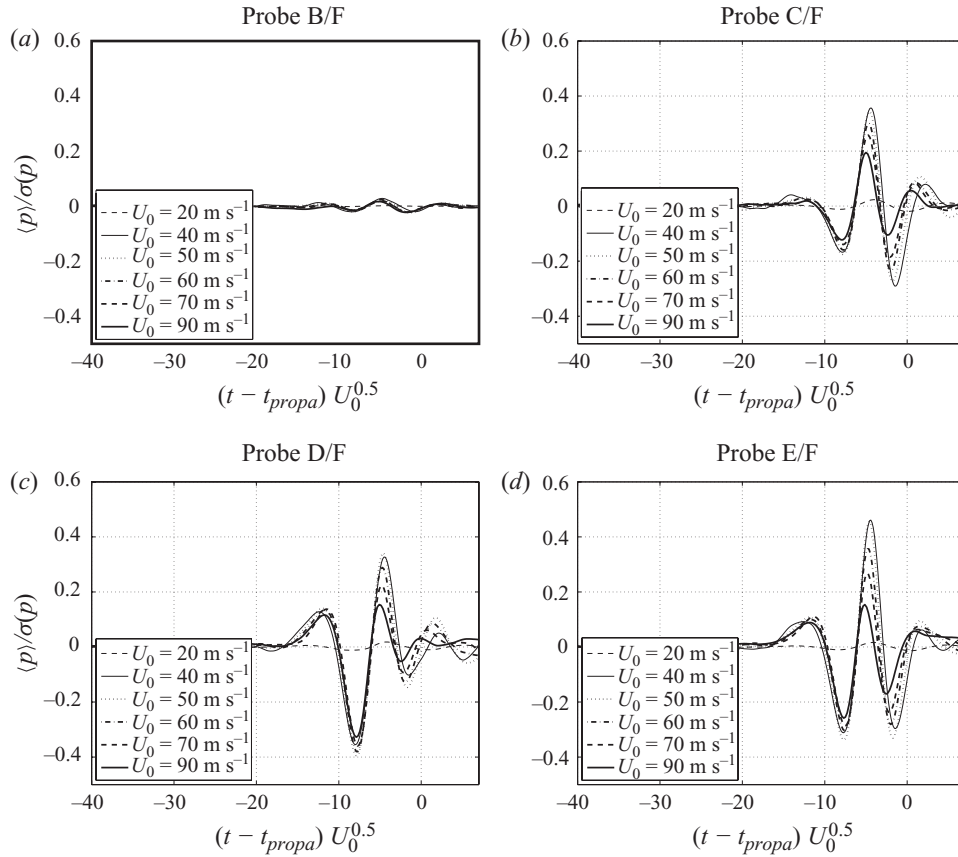 Probe B/F
Probe C/F
(a)
(b)
0.6
0.4
0.2
0
–0.2
–0.4
⟨p⟩/σ(p)
U₀ = 20 m s⁻¹
U₀ = 40 m s⁻¹
U₀ = 50 m s⁻¹
U₀ = 60 m s⁻¹
U₀ = 70 m s⁻¹
U₀ = 90 m s⁻¹
–40 –30 –20 –10 0
(t – t_propa) U₀^0.5
0.6
0.4
0.2
0
–0.2
–0.4
U₀ = 20 m s⁻¹
U₀ = 40 m s⁻¹
U₀ = 50 m s⁻¹
U₀ = 60 m s⁻¹
U₀ = 70 m s⁻¹
U₀ = 90 m s⁻¹
–40 –30 –20 –10 0
(t – t_propa) U₀^0.5
Probe D/F
Probe E/F
(c)
(d)
0.6
0.4
0.2
0
–0.2
–0.4
⟨p⟩/σ(p)
U₀ = 20 m s⁻¹
U₀ = 40 m s⁻¹
U₀ = 50 m s⁻¹
U₀ = 60 m s⁻¹
U₀ = 70 m s⁻¹
U₀ = 90 m s⁻¹
–40 –30 –20 –10 0
(t – t_propa) U₀^0.5
0.6
0.4
0.2
0
–0.2
–0.4
U₀ = 20 m s⁻¹
U₀ = 40 m s⁻¹
U₀ = 50 m s⁻¹
U₀ = 60 m s⁻¹
U₀ = 70 m s⁻¹
U₀ = 90 m s⁻¹
–40 –30 –20 –10 0
(t – t_propa) U₀^0.5